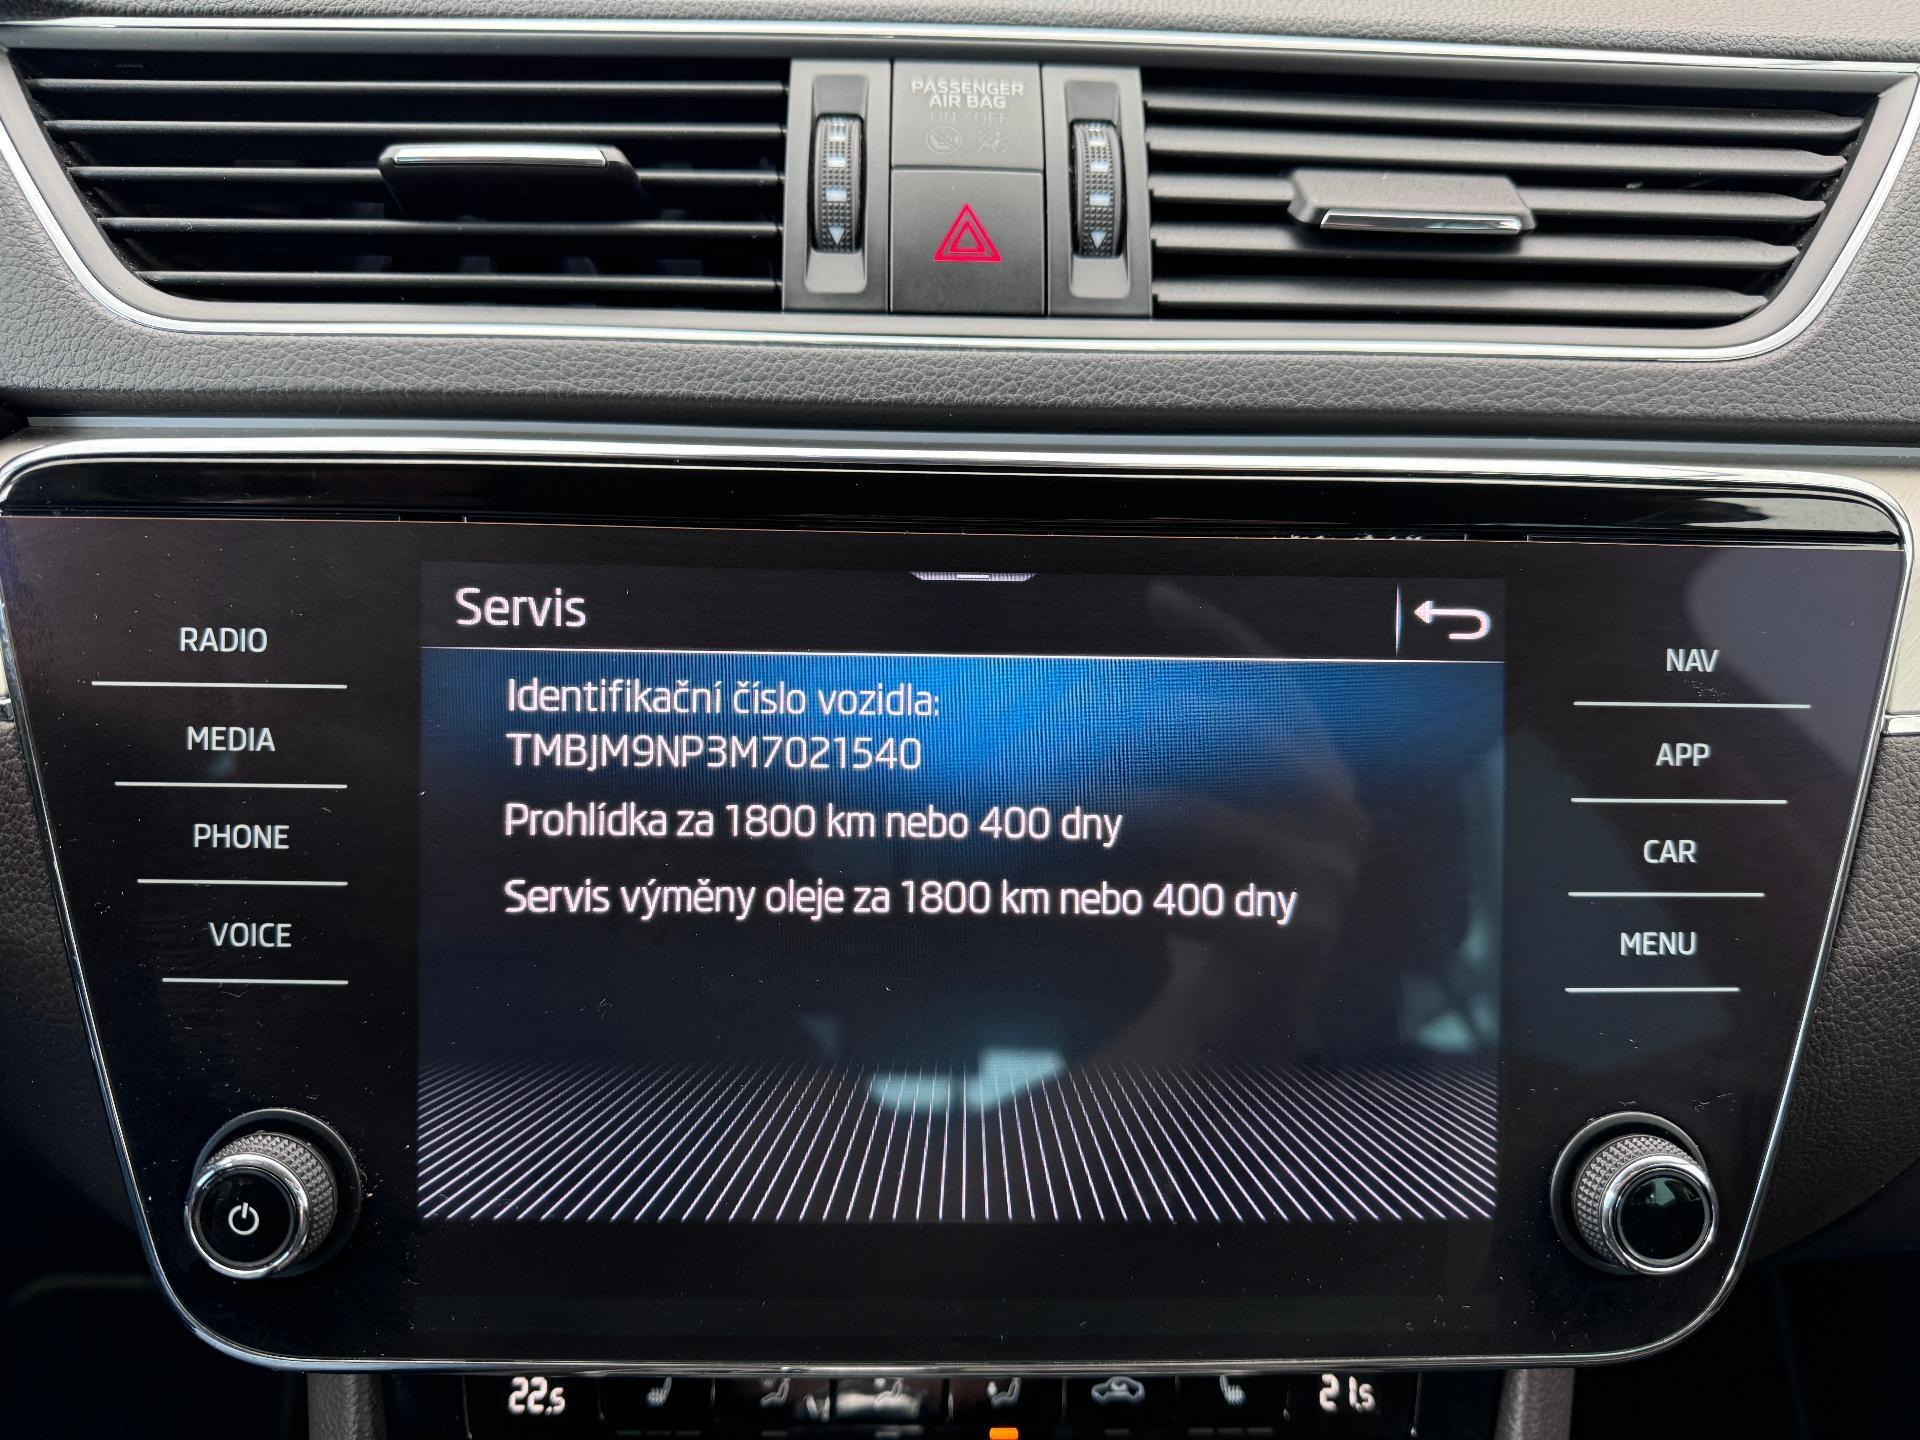 PASSENGER
AIR BAG
ON OFF
Servis
RADIO
MEDIA
PHONE
VOICE
Identifikační číslo vozidla:
TMBJM9NP3M7021540
Prohlídka za 1800 km nebo 400 dny
Servis výměny oleje za 1800 km nebo 400 dny
NAV
APP
CAR
MENU
22.5
21.5